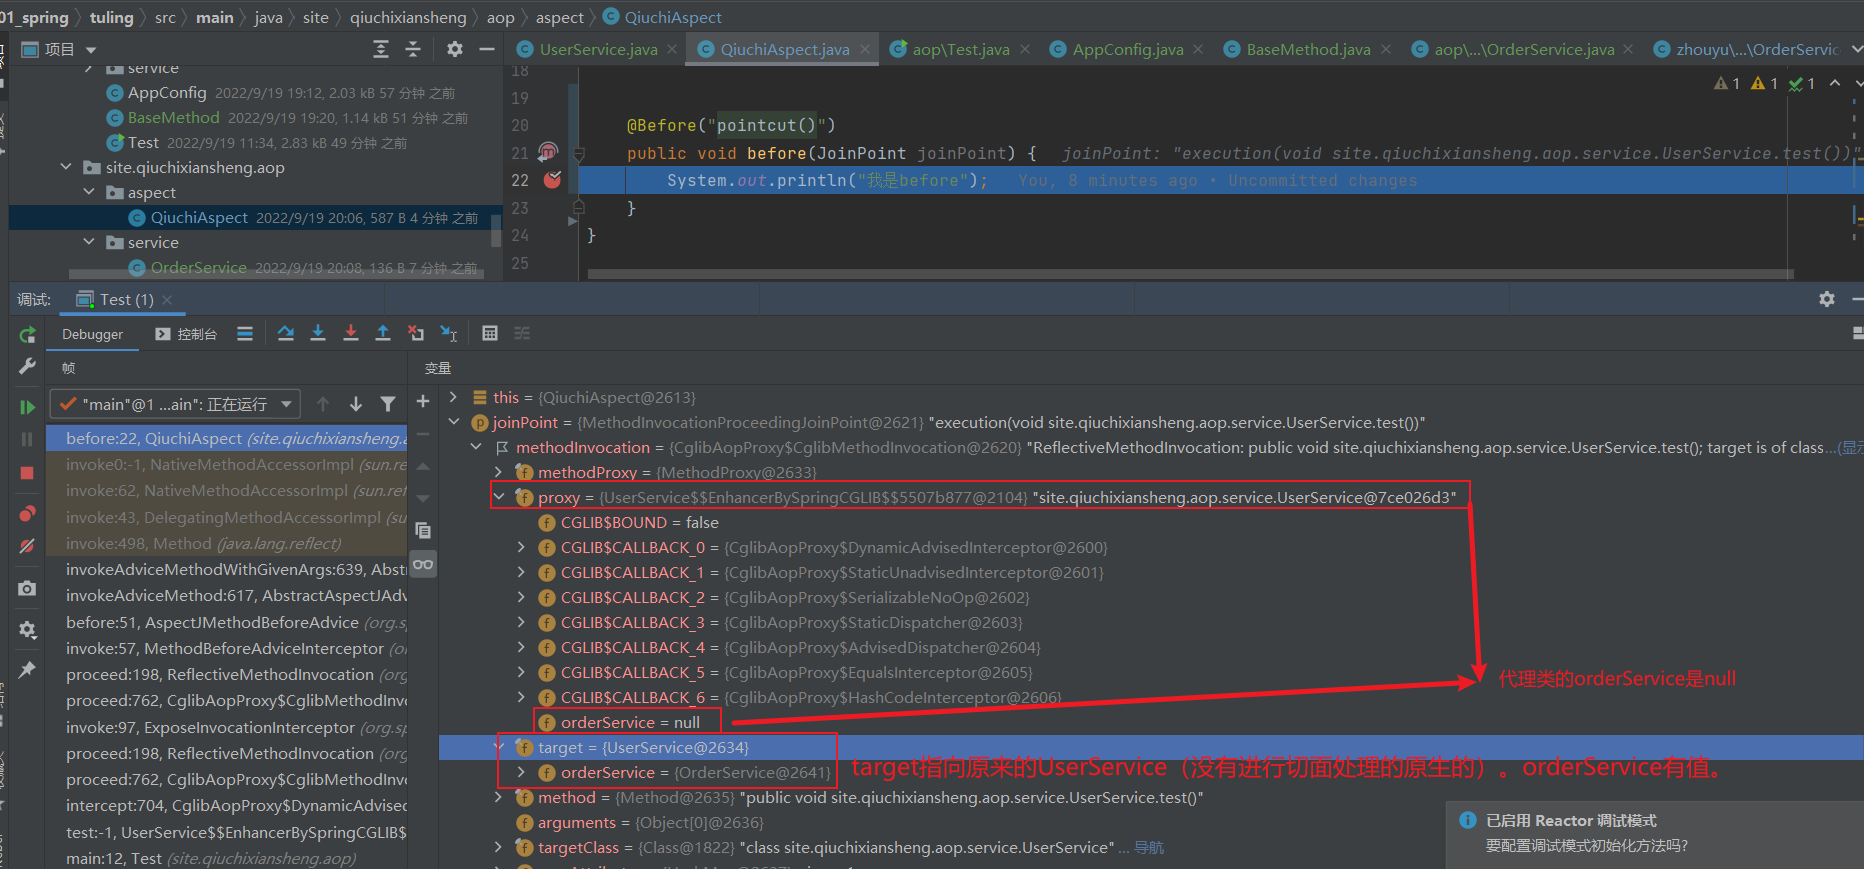 01_spring 〉 tuling 〉 src 〉 main 〉 java 〉 site 〉 qiuchixiansheng 〉 aop 〉 aspect 〉 QiuchiAspect
项目
UserService.java
QiuchiAspect.java
aop\Test.java
AppConfig.java
BaseMethod.java
aop\...\OrderService.java
zhouyu\...\OrderServic
service
AppConfig 2022/9/19 19:12, 2.03 kB 57 分钟 之前
BaseMethod 2022/9/19 19:20, 1.14 kB 51 分钟 之前
Test 2022/9/19 11:34, 2.83 kB 49 分钟 之前
site.qiuchixiansheng.aop
aspect
QiuchiAspect 2022/9/19 20:06, 587 B 4 分钟 之前
service
OrderService 2022/9/19 20:08, 136 B 7 分钟 之前
1 1 1
18
19
20 @Before("pointcut()")
21 public void before(JoinPoint joinPoint) { joinPoint: "execution(void site.qiuchixiansheng.aop.service.UserService.test())"
22 System.out.println("我是before"); You, 8 minutes ago • Uncommitted changes
23 }
24 }
25
调试: Test (1)
Debugger 控制台
帧
变量
"main"@1 ...ain": 正在运行
before:22, QiuchiAspect (site.qiuchixiansheng.a
invoke0:-1, NativeMethodAccessorImpl (sun.re
invoke:62, NativeMethodAccessorImpl (sun.ref
invoke:43, DelegatingMethodAccessorImpl (su
invoke:498, Method (java.lang.reflect)
invokeAdviceMethodWithGivenArgs:639, Abst
invokeAdviceMethod:617, AbstractAspectJAdv
before:51, AspectJMethodBeforeAdvice (org.sp
invoke:57, MethodBeforeAdviceInterceptor (or
proceed:198, ReflectiveMethodInvocation (org
proceed:762, CglibAopProxy$CglibMethodInvo
invoke:97, ExposeInvocationInterceptor (org.sp
proceed:198, ReflectiveMethodInvocation (org
proceed:762, CglibAopProxy$CglibMethodInvo
intercept:704, CglibAopProxy$DynamicAdvised
test:-1, UserService$$EnhancerBySpringCGLIB$
main:12, Test (site.qiuchixiansheng.aop)
this = {QiuchiAspect@2613}
joinPoint = {MethodInvocationProceedingJoinPoint@2621} "execution(void site.qiuchixiansheng.aop.service.UserService.test())"
methodInvocation = {CglibAopProxy$CglibMethodInvocation@2620} "ReflectiveMethodInvocation: public void site.qiuchixiansheng.aop.service.UserService.test(); target is of class...(显示
methodProxy = {MethodProxy@2633}
proxy = {UserService$$EnhancerBySpringCGLIB$$5507b877@2104} "site.qiuchixiansheng.aop.service.UserService@7ce026d3"
CGLIB$BOUND = false
CGLIB$CALLBACK_0 = {CglibAopProxy$DynamicAdvisedInterceptor@2600}
CGLIB$CALLBACK_1 = {CglibAopProxy$StaticUnadvisedInterceptor@2601}
CGLIB$CALLBACK_2 = {CglibAopProxy$SerializableNoOp@2602}
CGLIB$CALLBACK_3 = {CglibAopProxy$StaticDispatcher@2603}
CGLIB$CALLBACK_4 = {CglibAopProxy$AdvisedDispatcher@2604}
CGLIB$CALLBACK_5 = {CglibAopProxy$EqualsInterceptor@2605}
CGLIB$CALLBACK_6 = {CglibAopProxy$HashCodeInterceptor@2606}
代理类的orderService是null
orderService = null
target = {UserService@2634}
orderService = {OrderService@2641}
target指向原来的UserService（没有进行切面处理的原生的）。orderService有值。
method = {Method@2635} "public void site.qiuchixiansheng.aop.service.UserService.test()"
arguments = {Object[0]@2636}
targetClass = {Class@1822} "class site.qiuchixiansheng.aop.service.UserService" ... 导航
已启用 Reactor 调试模式
要配置调试模式初始化方法吗?